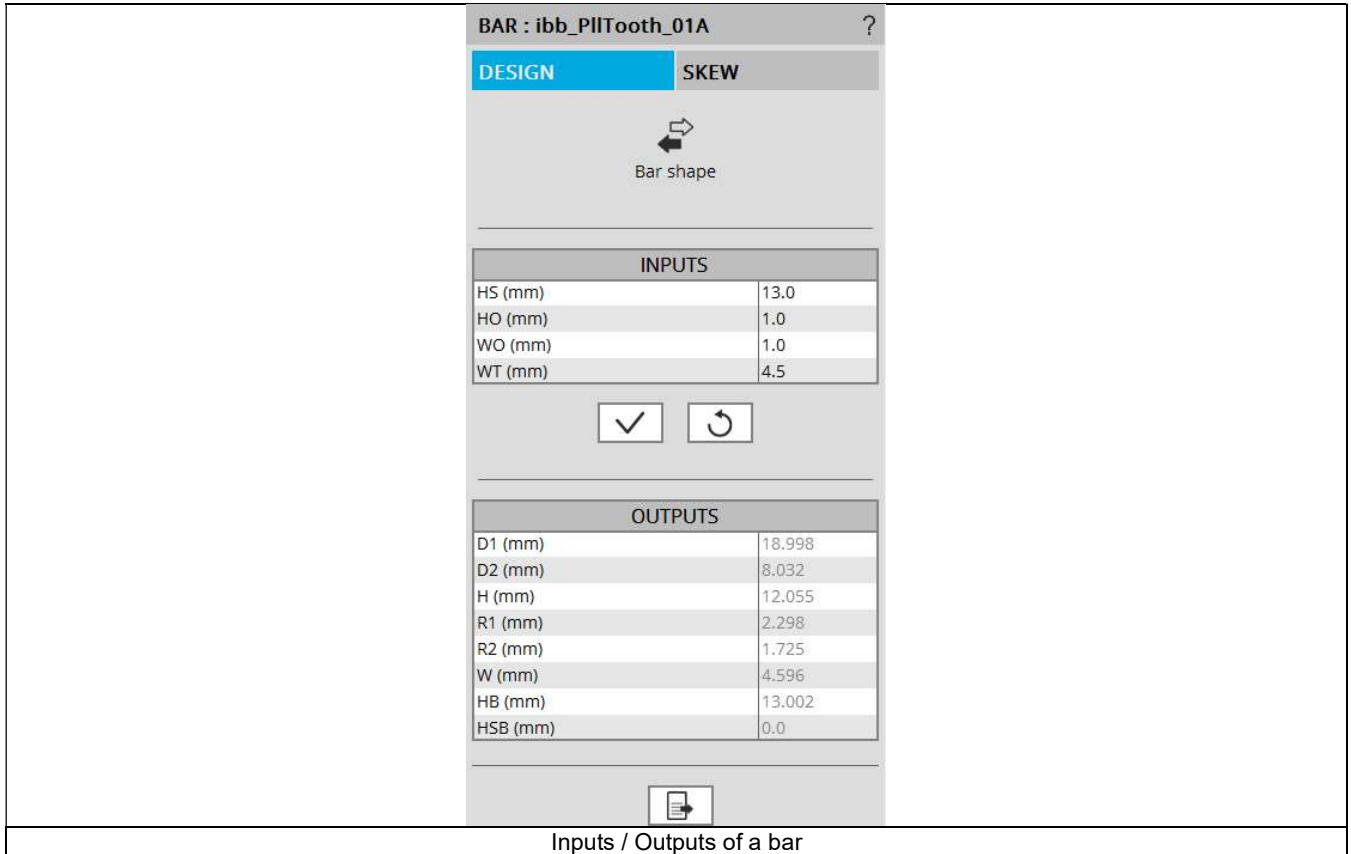 BAR : ibb_PllTooth_01A ?
DESIGN SKEW
Bar shape
INPUTS
HS (mm) 13.0
HO (mm) 1.0
WO (mm) 1.0
WT (mm) 4.5
OUTPUTS
D1 (mm) 18.998
D2 (mm) 8.032
H (mm) 12.055
R1 (mm) 2.298
R2 (mm) 1.725
W (mm) 4.596
HB (mm) 13.002
HSB (mm) 0.0
Inputs / Outputs of a bar